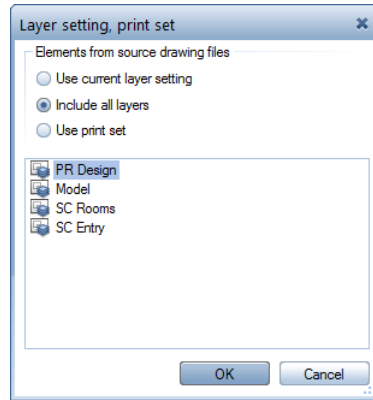 Layer setting, print set
Elements from source drawing files
Use current layer setting
Include all layers
Use print set
PR Design
Model
SC Rooms
SC Entry
OK Cancel